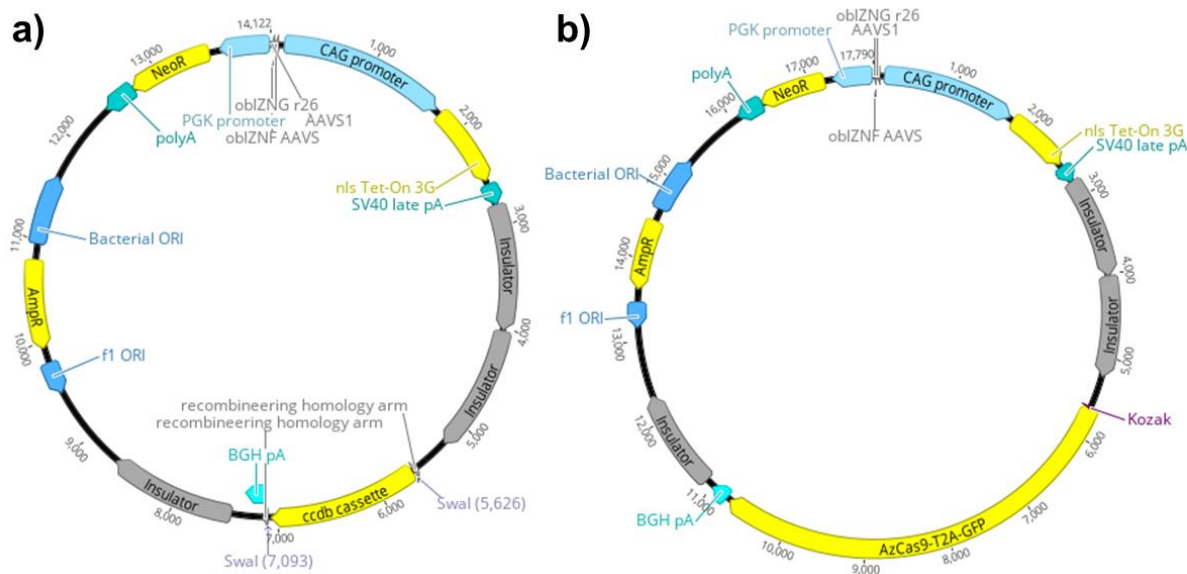 a)
14,122
oblZNG r26
AAVS1
PGK promoter
oblZNF AAVS
CAG promoter
1,000
2,000
nls Tet-On 3G
SV40 late pA
3,000
Insulator
4,000
Insulator
5,000
recombineering homology arm
recombineering homology arm
SwaI (5,626)
6,000
ccdb cassette
BGH pA
7,000
SwaI (7,093)
8,000
Insulator
9,000
f1 ORI
10,000
AmpR
11,000
Bacterial ORI
12,000
polyA
NeoR
13,000
b)
17,790
oblZNG r26
AAVS1
PGK promoter
oblZNF AAVS
CAG promoter
1,000
2,000
nls Tet-On 3G
SV40 late pA
3,000
Insulator
4,000
Insulator
5,000
Kozak
6,000
7,000
AzCas9-T2A-GFP
8,000
9,000
10,000
BGH pA
11,000
Insulator
12,000
13,000
f1 ORI
AmpR
14,000
Bacterial ORI
15,000
16,000
polyA
NeoR
17,000